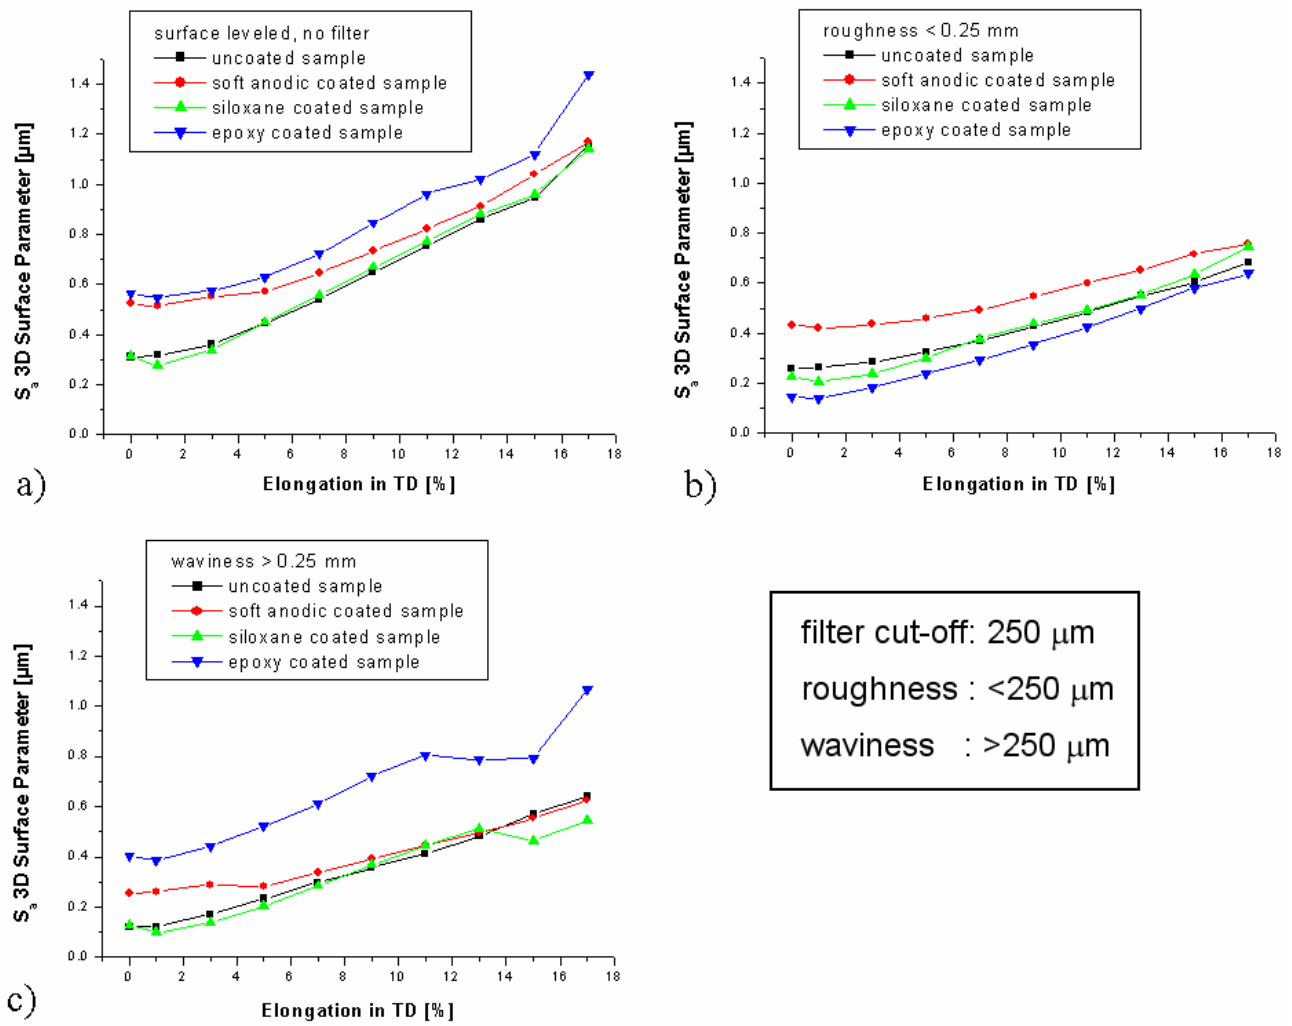 surface leveled, no filter
uncoated sample
soft anodic coated sample
siloxane coated sample
epoxy coated sample
1.4
1.2
1.0
0.8
0.6
0.4
0.2
0.0
Sa 3D Surface Parameter [µm]
0 2 4 6 8 10 12 14 16 18
Elongation in TD [%]
a)
roughness < 0.25 mm
uncoated sample
soft anodic coated sample
siloxane coated sample
epoxy coated sample
1.4
1.2
1.0
0.8
0.6
0.4
0.2
0.0
Sa 3D Surface Parameter [µm]
0 2 4 6 8 10 12 14 16 18
Elongation in TD [%]
b)
waviness > 0.25 mm
uncoated sample
soft anodic coated sample
siloxane coated sample
epoxy coated sample
1.4
1.2
1.0
0.8
0.6
0.4
0.2
0.0
Sa 3D Surface Parameter [µm]
0 2 4 6 8 10 12 14 16 18
Elongation in TD [%]
c)
filter cut-off: 250 µm
roughness : <250 µm
waviness : >250 µm